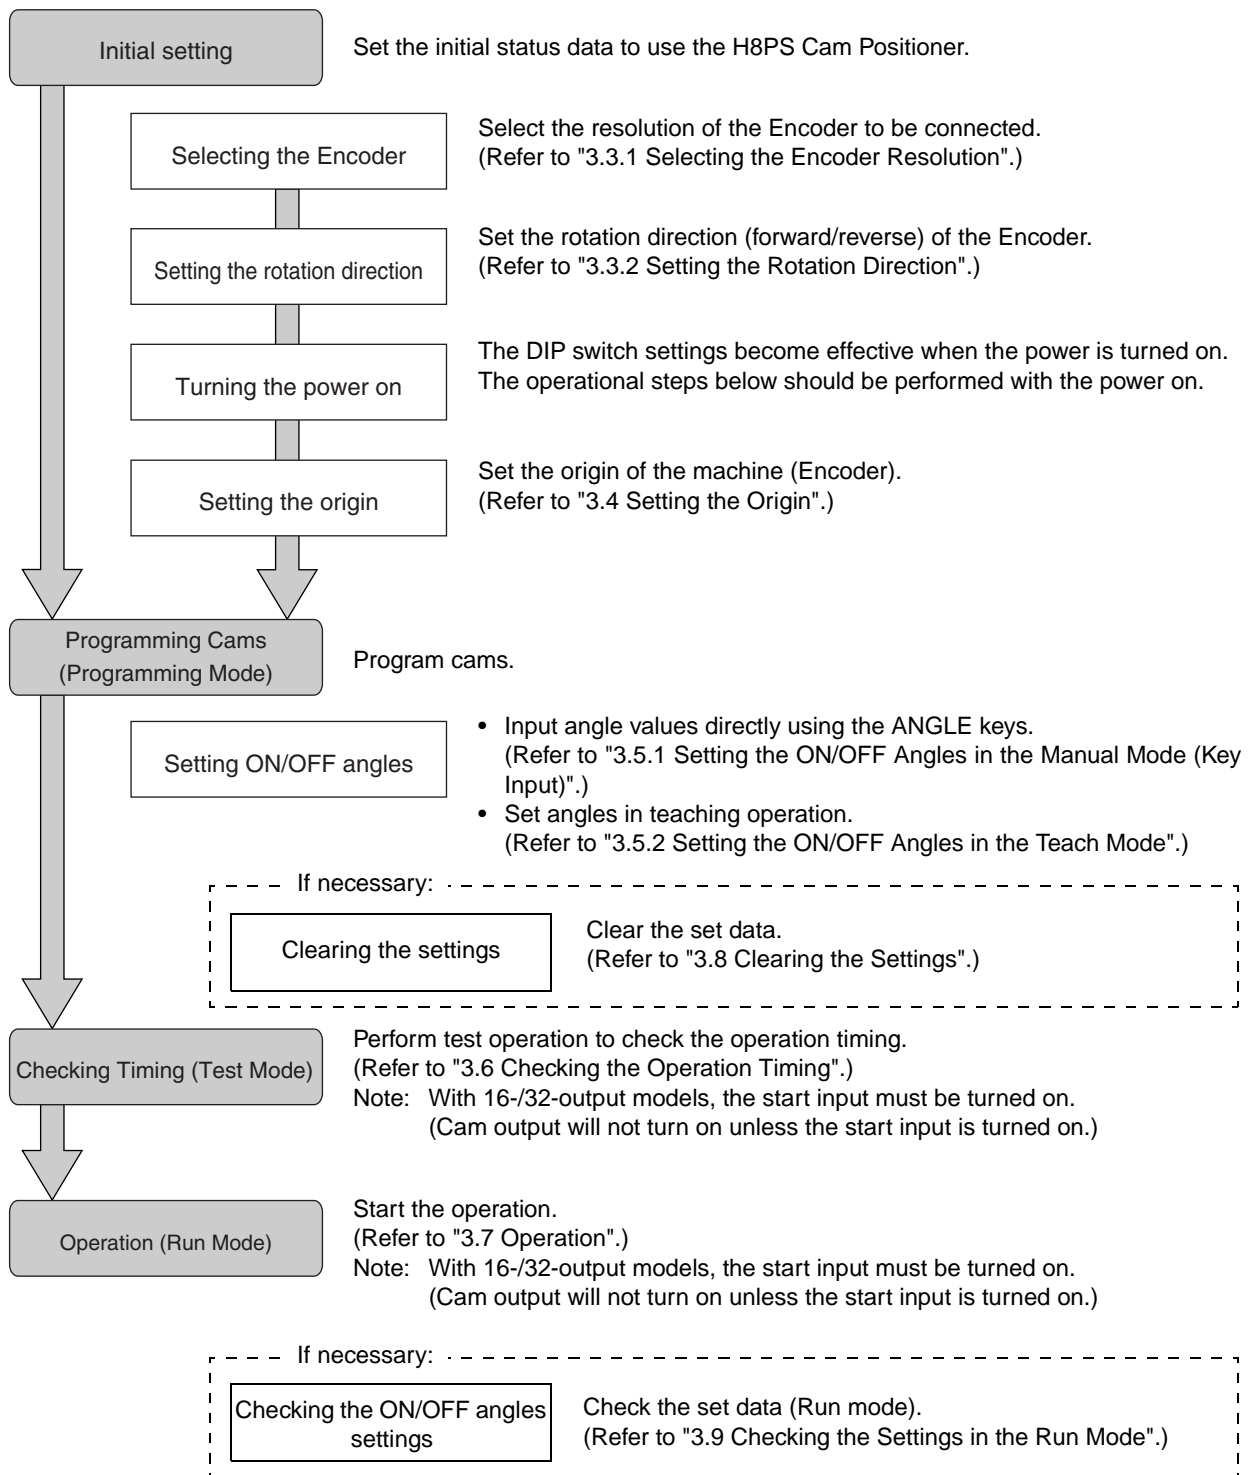 Initial setting
Set the initial status data to use the H8PS Cam Positioner.
Selecting the Encoder
Select the resolution of the Encoder to be connected.
(Refer to "3.3.1 Selecting the Encoder Resolution".)
Setting the rotation direction
Set the rotation direction (forward/reverse) of the Encoder.
(Refer to "3.3.2 Setting the Rotation Direction".)
Turning the power on
The DIP switch settings become effective when the power is turned on.
The operational steps below should be performed with the power on.
Setting the origin
Set the origin of the machine (Encoder).
(Refer to "3.4 Setting the Origin".)
Programming Cams
(Programming Mode)
Program cams.
Setting ON/OFF angles
• Input angle values directly using the ANGLE keys.
(Refer to "3.5.1 Setting the ON/OFF Angles in the Manual Mode (Key
Input)".)
• Set angles in teaching operation.
(Refer to "3.5.2 Setting the ON/OFF Angles in the Teach Mode".)
If necessary:
Clearing the settings
Clear the set data.
(Refer to "3.8 Clearing the Settings".)
Checking Timing (Test Mode)
Perform test operation to check the operation timing.
(Refer to "3.6 Checking the Operation Timing".)
Note: With 16-/32-output models, the start input must be turned on.
(Cam output will not turn on unless the start input is turned on.)
Operation (Run Mode)
Start the operation.
(Refer to "3.7 Operation".)
Note: With 16-/32-output models, the start input must be turned on.
(Cam output will not turn on unless the start input is turned on.)
If necessary:
Checking the ON/OFF angles
settings
Check the set data (Run mode).
(Refer to "3.9 Checking the Settings in the Run Mode".)